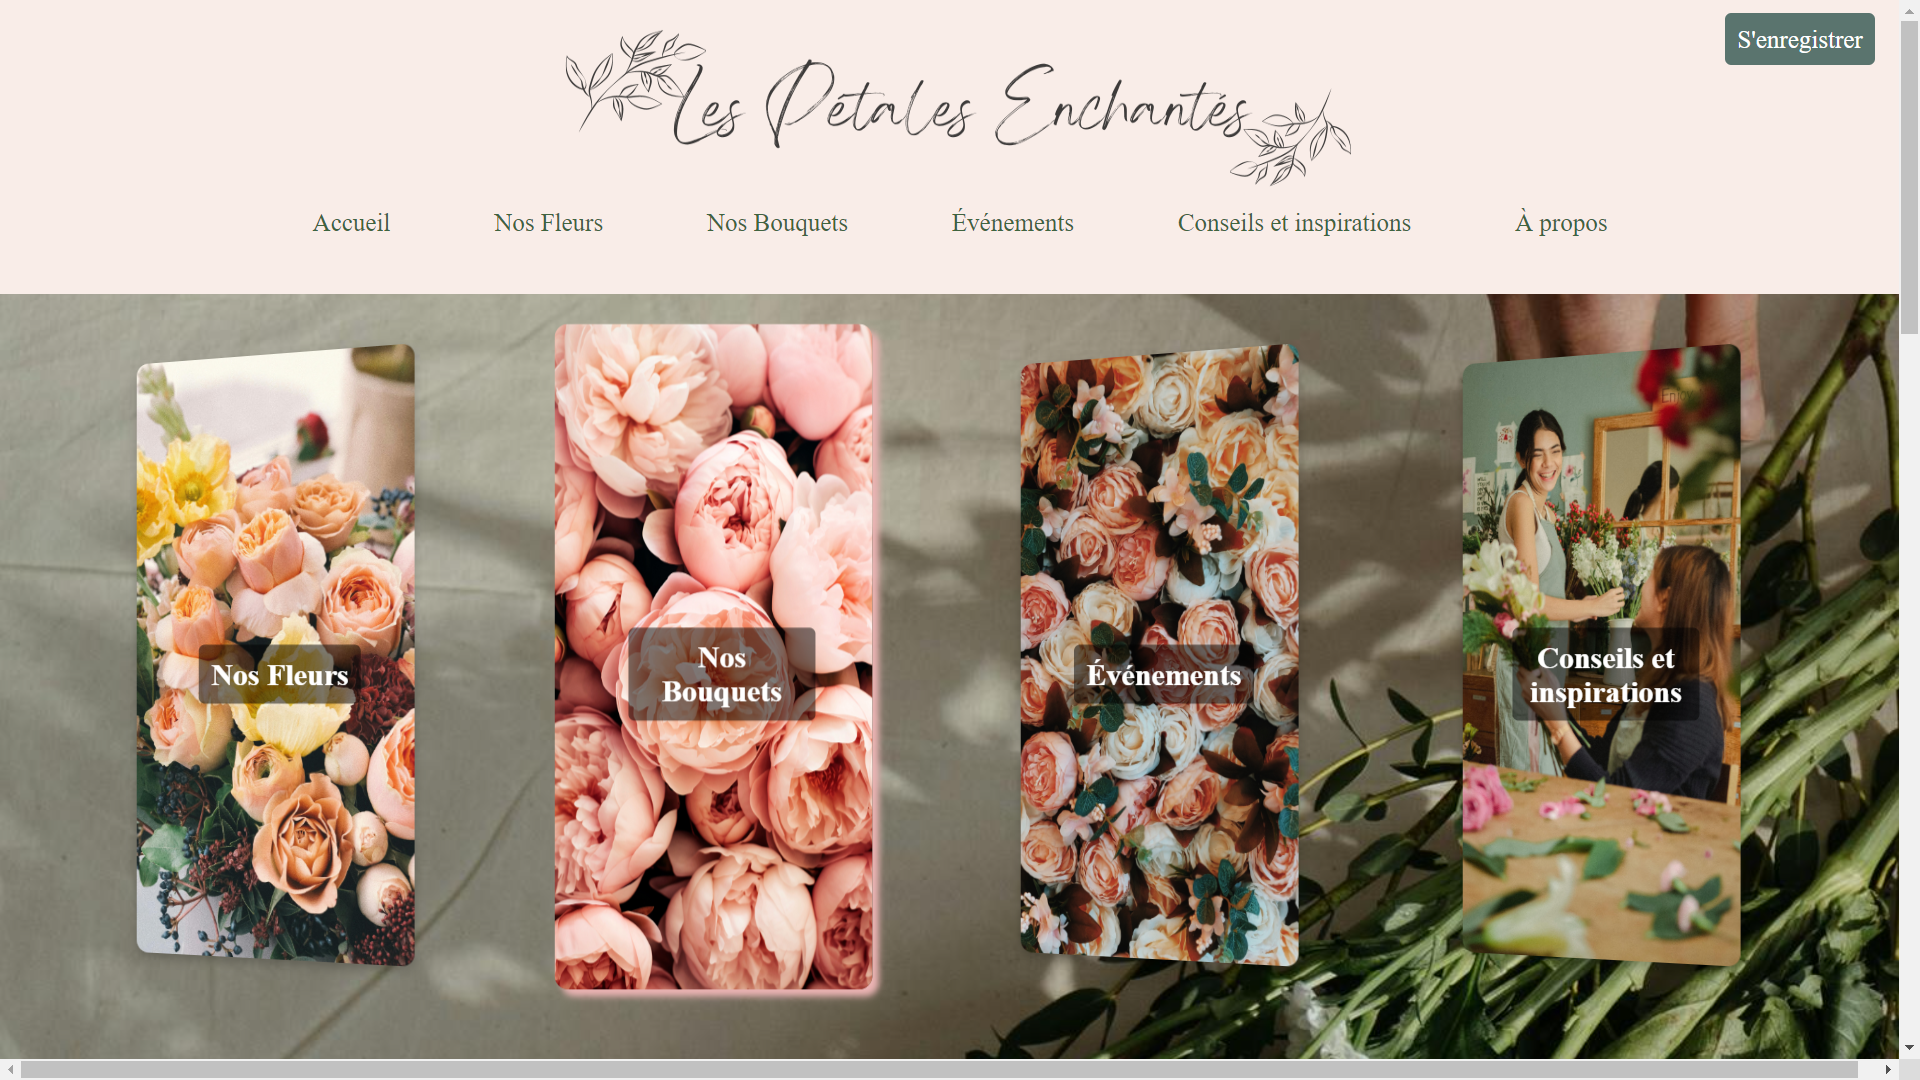 S'enregistrer
Les Pétales Enchantés
Accueil
Nos Fleurs
Nos Bouquets
Événements
Conseils et inspirations
À propos
Nos Fleurs
Nos
Bouquets
Événements
Conseils et
inspirations